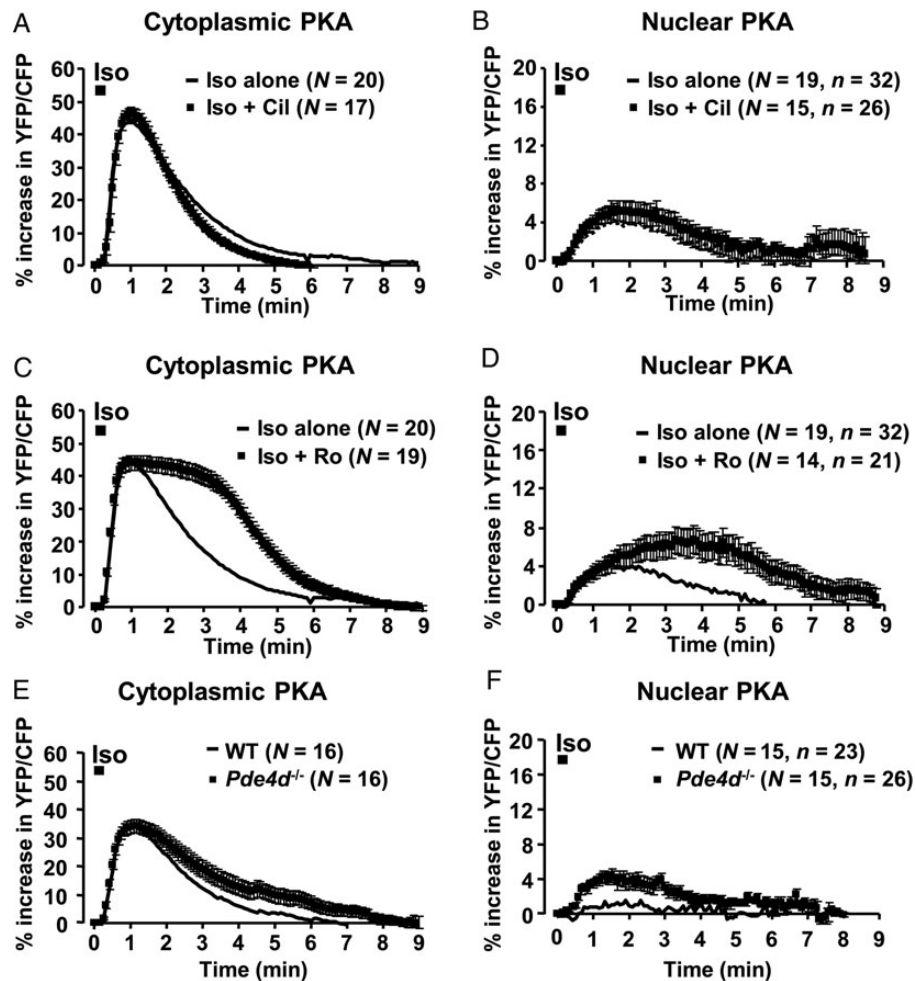 A
Cytoplasmic PKA
% increase in YFP/CFP
60
50
40
30
20
10
0
Iso
Iso alone (N = 20)
Iso + Cil (N = 17)
0 1 2 3 4 5 6 7 8 9
Time (min)
B
Nuclear PKA
% increase in YFP/CFP
20
16
12
8
4
0
Iso
Iso alone (N = 19, n = 32)
Iso + Cil (N = 15, n = 26)
0 1 2 3 4 5 6 7 8 9
Time (min)
C
Cytoplasmic PKA
% increase in YFP/CFP
60
50
40
30
20
10
0
Iso
Iso alone (N = 20)
Iso + Ro (N = 19)
0 1 2 3 4 5 6 7 8 9
Time (min)
D
Nuclear PKA
% increase in YFP/CFP
20
16
12
8
4
0
Iso
Iso alone (N = 19, n = 32)
Iso + Ro (N = 14, n = 21)
0 1 2 3 4 5 6 7 8 9
Time (min)
E
Cytoplasmic PKA
% increase in YFP/CFP
60
50
40
30
20
10
0
Iso
WT (N = 16)
Pde4d-/- (N = 16)
0 1 2 3 4 5 6 7 8 9
Time (min)
F
Nuclear PKA
% increase in YFP/CFP
20
16
12
8
4
0
-4
Iso
WT (N = 15, n = 23)
Pde4d-/- (N = 15, n = 26)
0 1 2 3 4 5 6 7 8 9
Time (min)